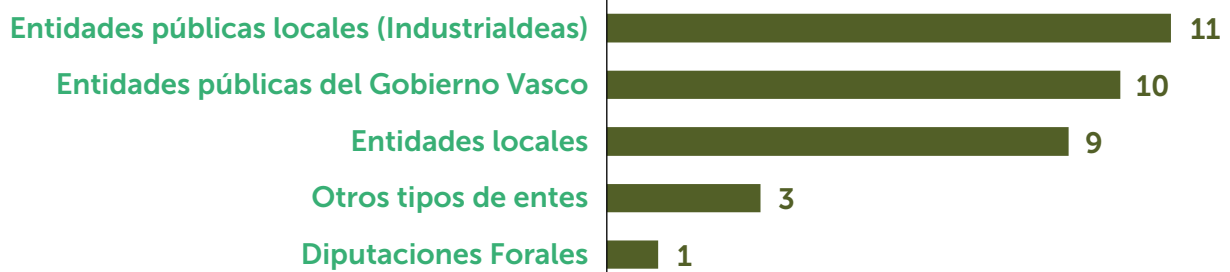 Entidades públicas locales (Industrialdeas) 11
Entidades públicas del Gobierno Vasco 10
Entidades locales 9
Otros tipos de entes 3
Diputaciones Forales 1